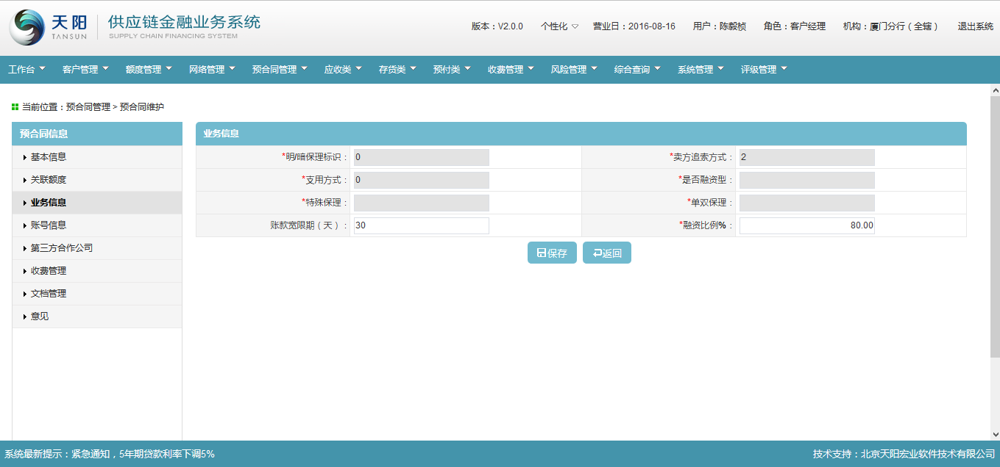 天阳 供应链金融业务系统
TANSUN SUPPLY CHAIN FINANCING SYSTEM
版本：V2.0.0 个性化 营业日：2016-08-16 用户：陈毅桢 角色：客户经理 机构：厦门分行（全辖） 退出系统
工作台 客户管理 额度管理 网络管理 预合同管理 应收类 存货类 预付类 收费管理 风险管理 综合查询 系统管理 评级管理
当前位置：预合同管理 > 预合同维护
预合同信息
基本信息
关联额度
业务信息
账号信息
第三方合作公司
收费管理
文档管理
意见
业务信息
*明/暗保理标识： 0 *卖方追索方式： 2
*支用方式： 0 *是否融资型：
*特殊保理： *单双保理：
账款宽限期（天）： 30 *融资比例%： 80.00
保存 返回
系统最新提示：紧急通知，5年期贷款利率下调5% 技术支持：北京天阳宏业软件技术有限公司